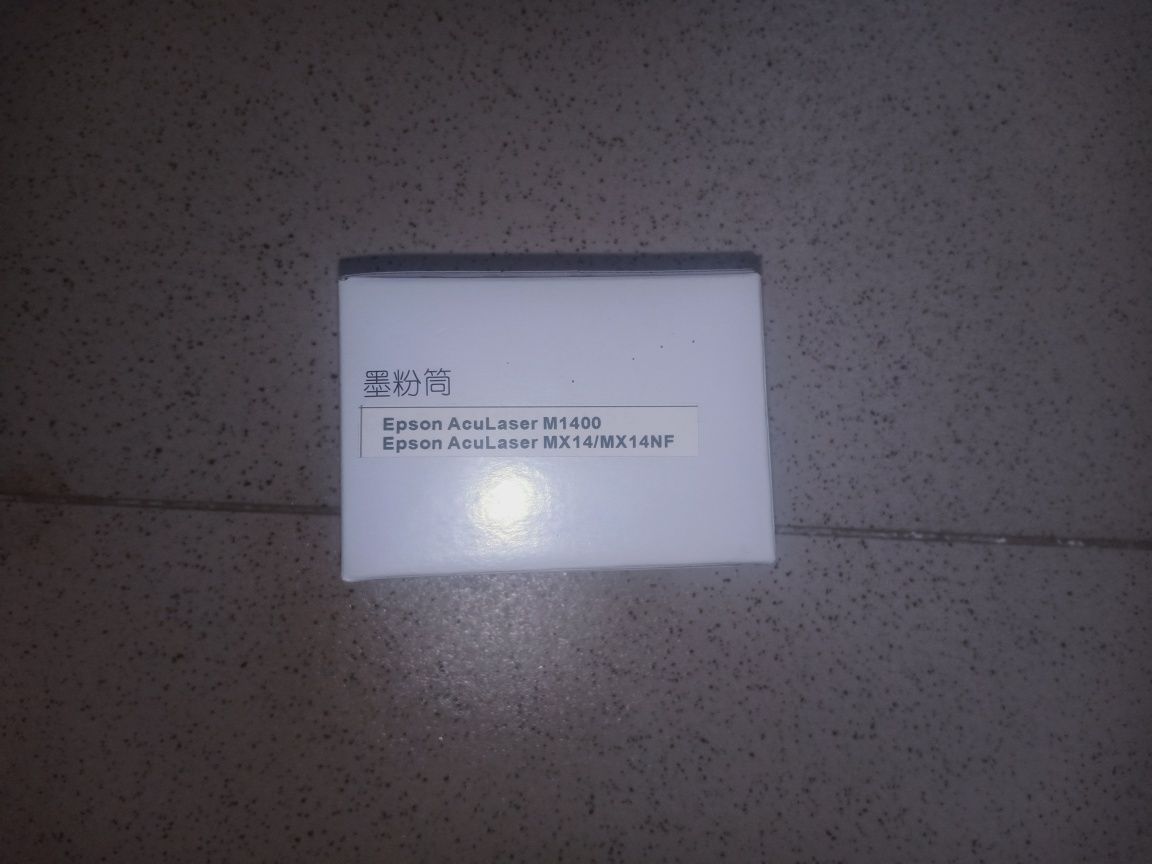 墨粉筒
Epson AcuLaser M1400
Epson AcuLaser MX14/MX14NF